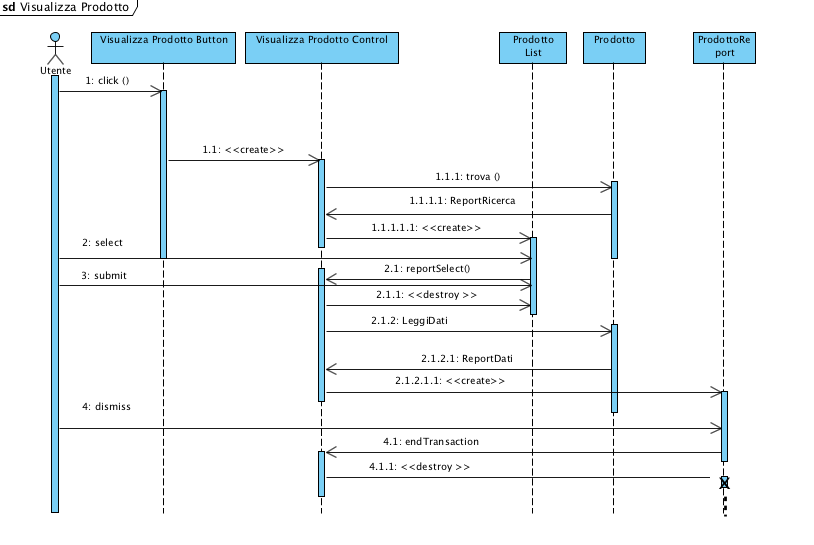 sd Visualizza Prodotto
Utente
Visualizza Prodotto Button
Visualizza Prodotto Control
Prodotto
List
Prodotto
ProdottoRe
port
1: click ()
1.1: <<create>>
1.1.1: trova ()
1.1.1.1: ReportRicerca
1.1.1.1.1: <<create>>
2: select
2.1: reportSelect()
3: submit
2.1.1: <<destroy >>
2.1.2: LeggiDati
2.1.2.1: ReportDati
2.1.2.1.1: <<create>>
4: dismiss
4.1: endTransaction
4.1.1: <<destroy >>